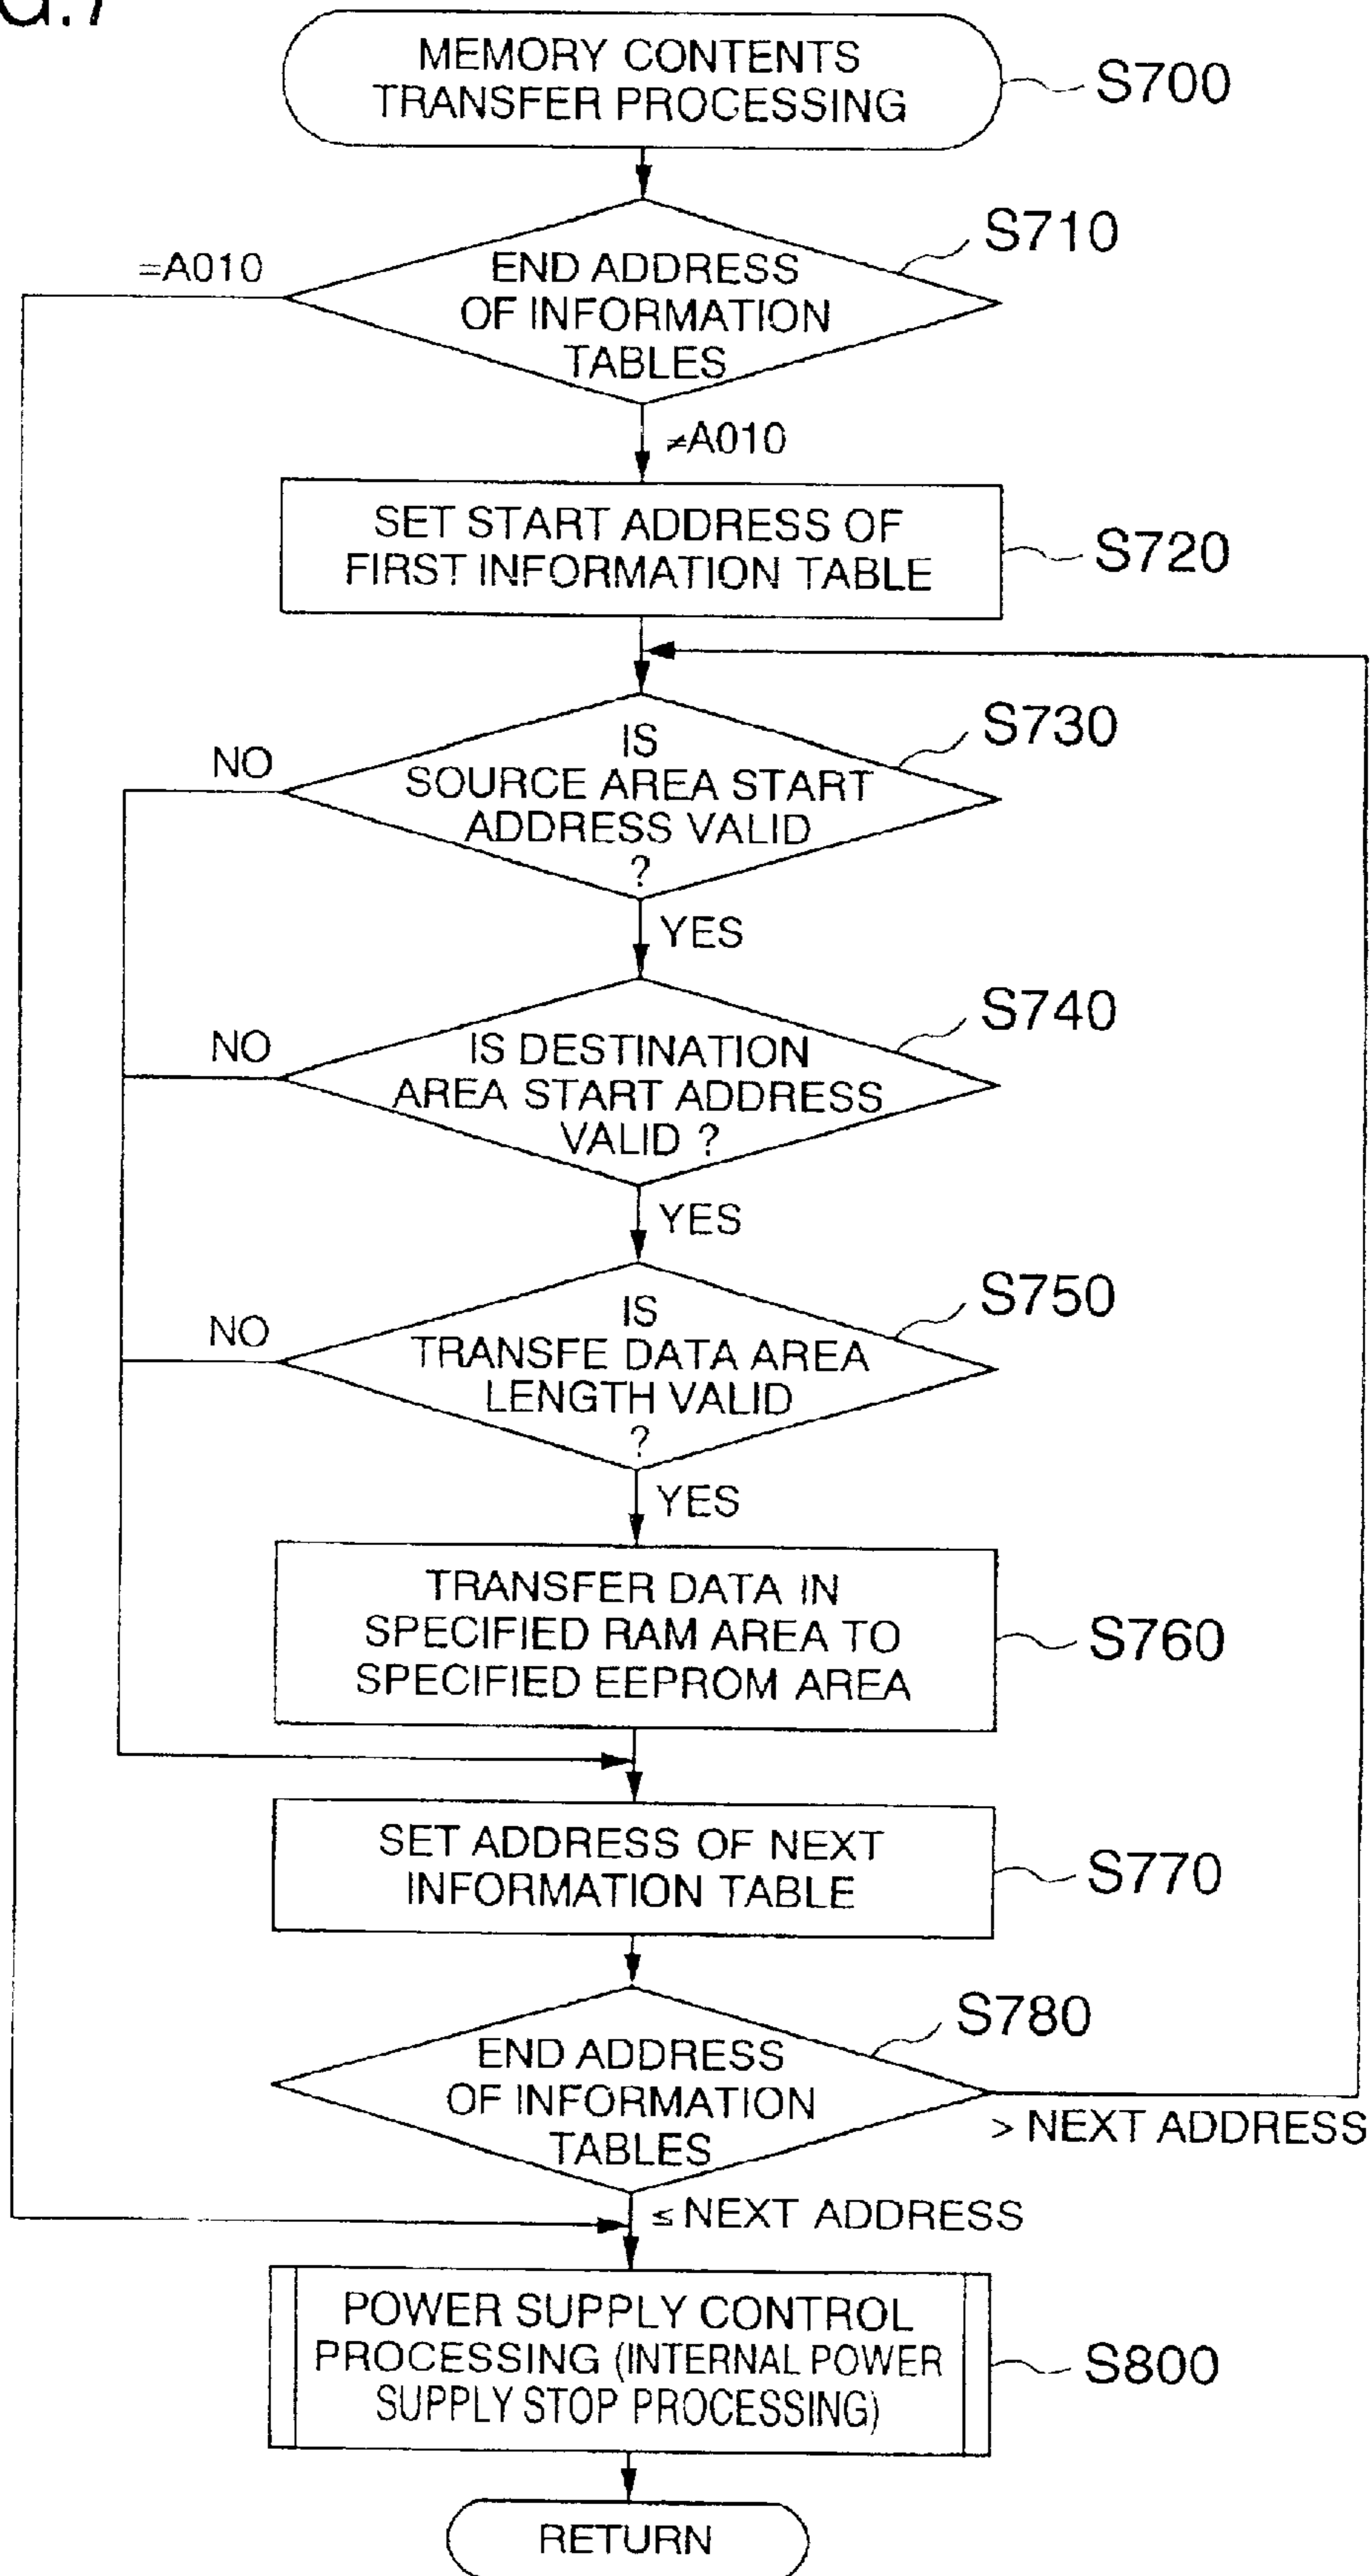 G.7
MEMORY CONTENTS
TRANSFER PROCESSING
S700
S710
=A010
END ADDRESS
OF INFORMATION
TABLES
≠A010
SET START ADDRESS OF
FIRST INFORMATION TABLE
S720
S730
NO
IS
SOURCE AREA START
ADDRESS VALID
?
YES
S740
NO
IS DESTINATION
AREA START ADDRESS
VALID ?
YES
S750
NO
IS
TRANSFE DATA AREA
LENGTH VALID
?
YES
TRANSFER DATA IN
SPECIFIED RAM AREA TO
SPECIFIED EEPROM AREA
S760
SET ADDRESS OF NEXT
INFORMATION TABLE
S770
S780
END ADDRESS
OF INFORMATION
TABLES
> NEXT ADDRESS
≤ NEXT ADDRESS
POWER SUPPLY CONTROL
PROCESSING (INTERNAL POWER
SUPPLY STOP PROCESSING)
S800
RETURN